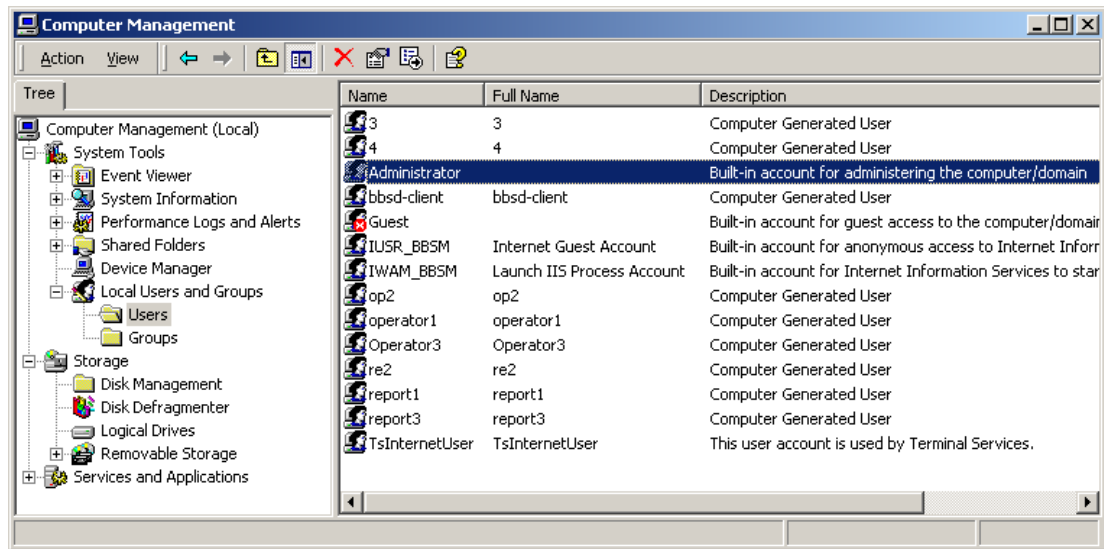 Computer Management
Action View
Tree
Computer Management (Local)
System Tools
Event Viewer
System Information
Performance Logs and Alerts
Shared Folders
Device Manager
Local Users and Groups
Users
Groups
Storage
Disk Management
Disk Defragmenter
Logical Drives
Removable Storage
Services and Applications
Name Full Name Description
3 3 Computer Generated User
4 4 Computer Generated User
Administrator Built-in account for administering the computer/domain
bbsd-client bbsd-client
Guest Built-in account for guest access to the computer/domair
IUSR_BBSM Internet Guest Account Built-in account for anonymous access to Internet Inforr
IWAM_BBSM Launch IIS Process Account Built-in account for Internet Information Services to star
op2 op2 Computer Generated User
operator1 operator1 Computer Generated User
Operator3 Operator3 Computer Generated User
re2 re2 Computer Generated User
report1 report1 Computer Generated User
report3 report3 Computer Generated User
TsInternetUser TsInternetUser This user account is used by Terminal Services.